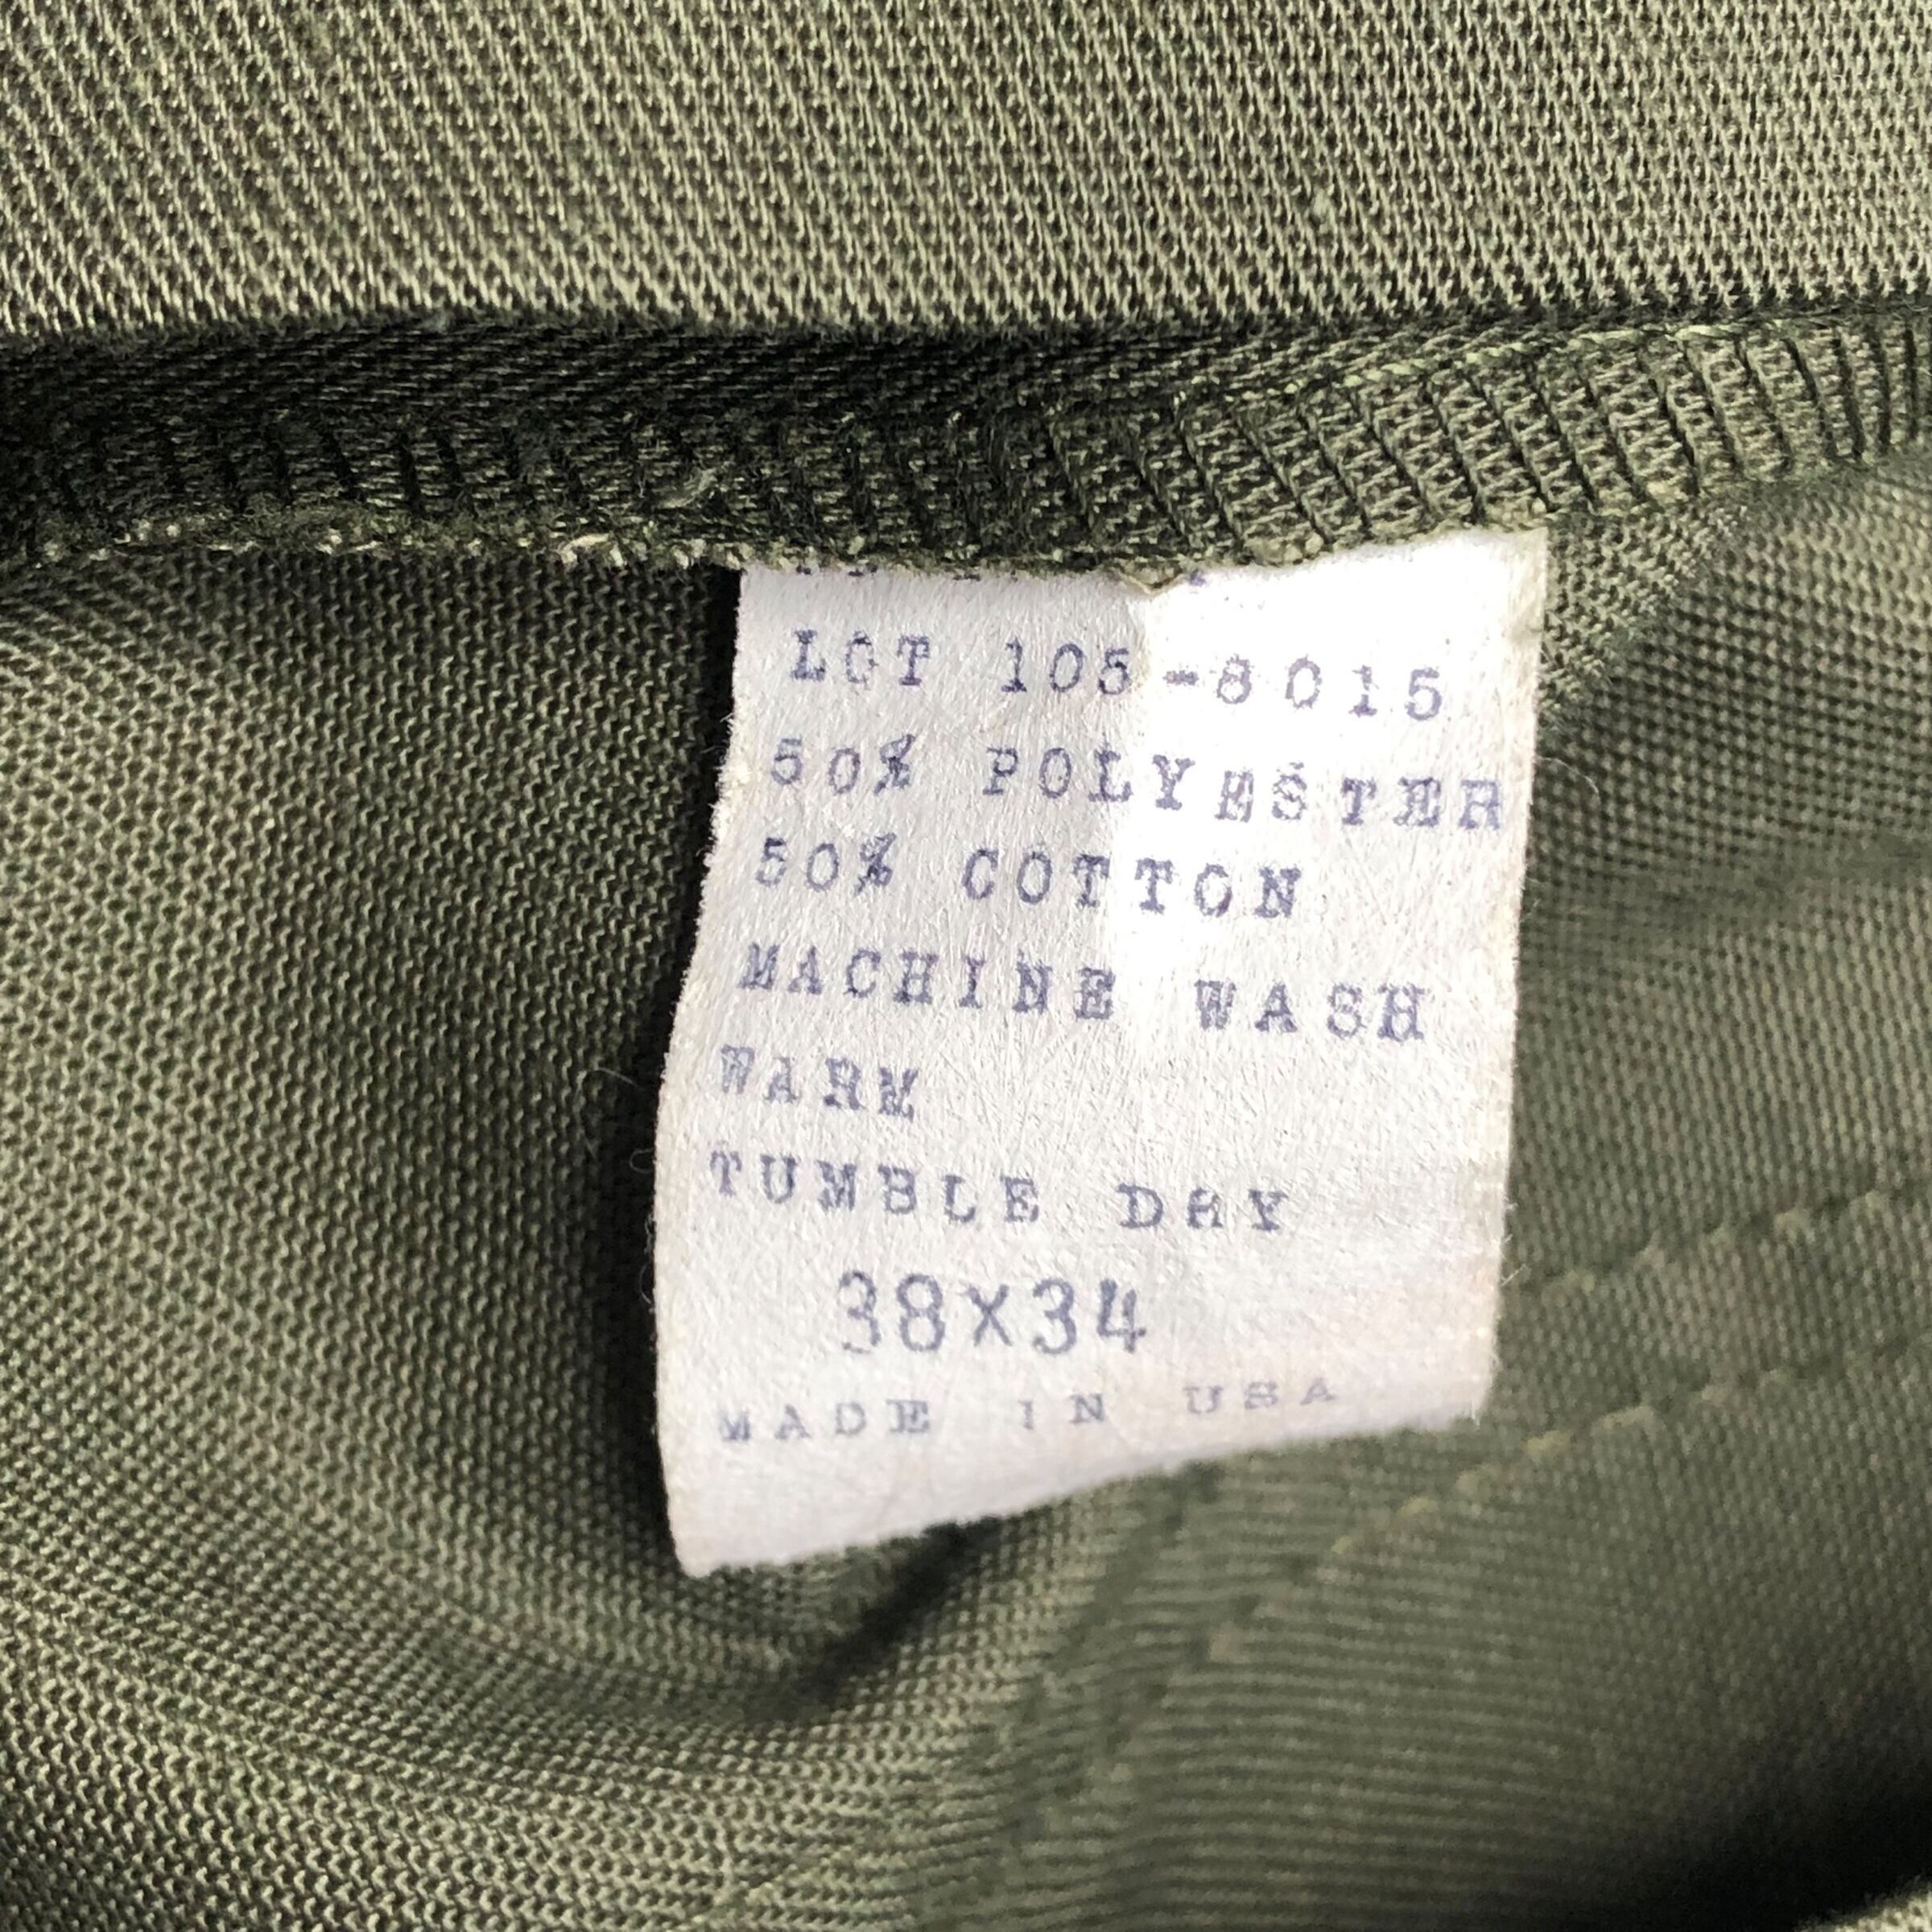 LOT 105-8015
50% POLYESTER
50% COTTON
MACHINE WASH
WARM
TUMBLE DRY
38X34
MADE IN USA